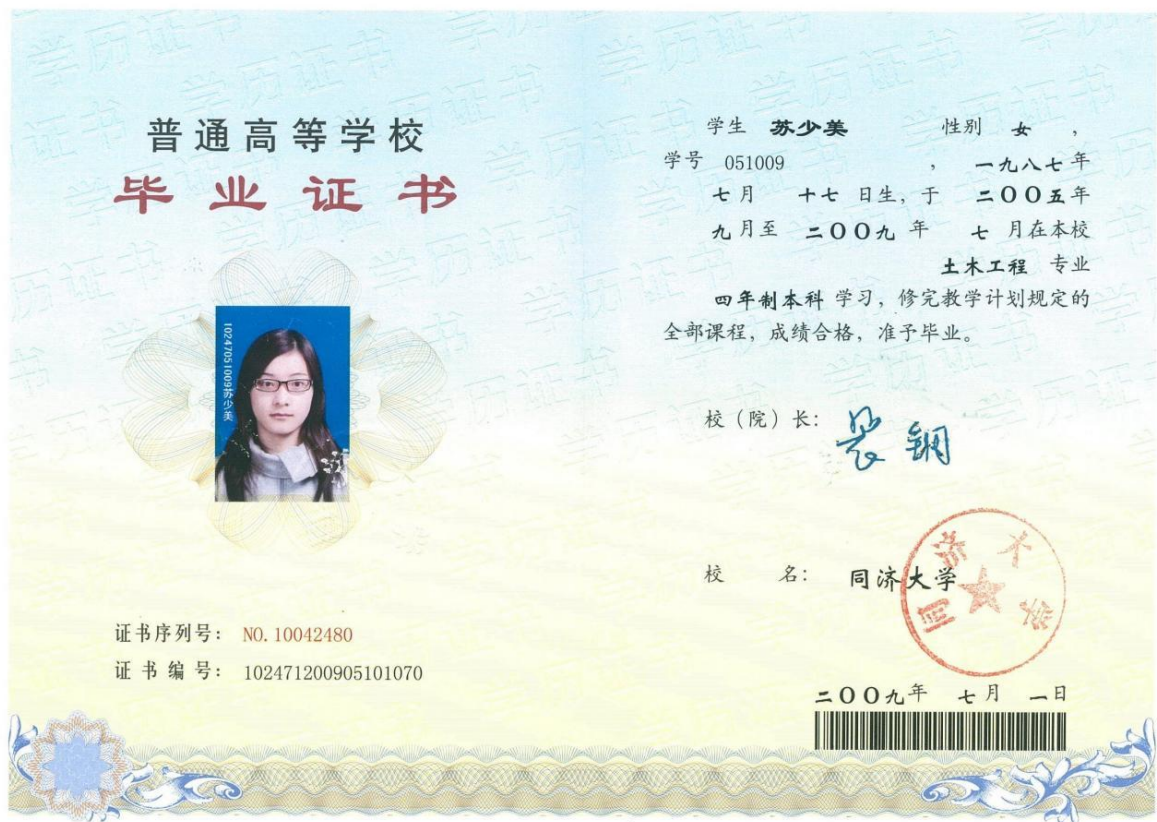 普通高等学校
毕业证书
10247051009苏少美
证书序列号: NO.10042480
证书编号: 102471200905101070
学生 苏少美 性别 女 ,
学号 051009 , 一九八七年
七月 十七 日生, 于 二〇〇五年
九月至 二〇〇九 年 七 月在本校
土木工程 专业
四年制本科 学习, 修完教学计划规定的
全部课程, 成绩合格, 准予毕业。
校(院)长: 裴钢
校 名: 同济大学
同济大学
二〇〇九年 七月 一日